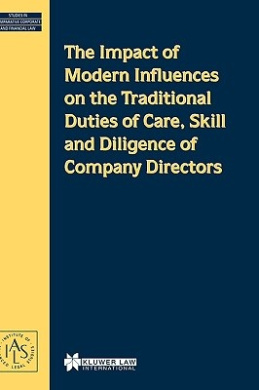 STUDIES IN
COMPARATIVE CORPORATE
AND FINANCIAL LAW
The Impact of
Modern Influences
on the Traditional
Duties of Care, Skill
and Diligence of
Company Directors
IALS
KLUWER LAW
INTERNATIONAL